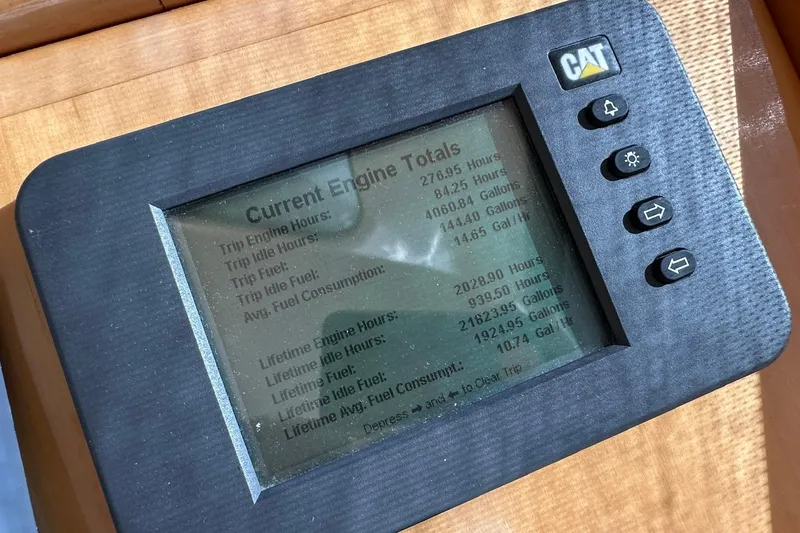 CAT
Current Engine Totals
Trip Engine Hours: 276.95 Hours
Trip Idle Hours: 84.25 Hours
Trip Fuel: 4060.84 Gallons
Trip Idle Fuel: 144.40 Gallons
Avg. Fuel Consumption: 14.65 Gal/Hr
Lifetime Engine Hours: 2028.90 Hours
Lifetime Idle Hours: 939.50 Hours
Lifetime Fuel: 21823.95 Gallons
Lifetime Idle Fuel: 1924.95 Gallons
Lifetime Avg. Fuel Consumpt.: 10.74 Gal/Hr
Depress ➡ and ⬅ to Clear Trip